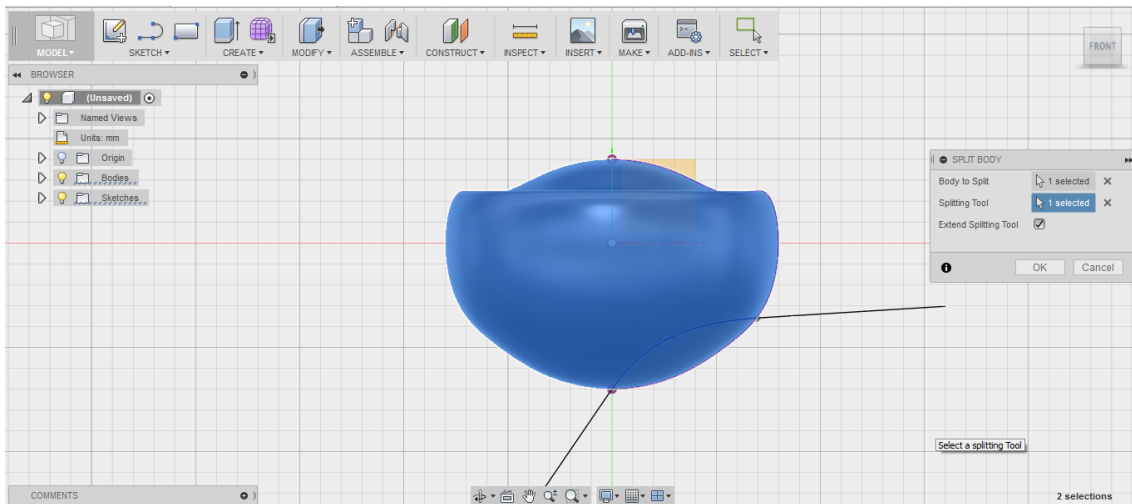 MODEL▾
SKETCH ▾
CREATE ▾
MODIFY ▾
ASSEMBLE ▾
CONSTRUCT ▾
INSPECT ▾
INSERT ▾
MAKE ▾
ADD-INS ▾
SELECT ▾
FRONT
BROWSER
(Unsaved)
Named Views
Units: mm
Origin
Bodies
Sketches
SPLIT BODY
Body to Split 1 selected
Splitting Tool 1 selected
Extend Splitting Tool
OK Cancel
Select a splitting Tool
COMMENTS
2 selections